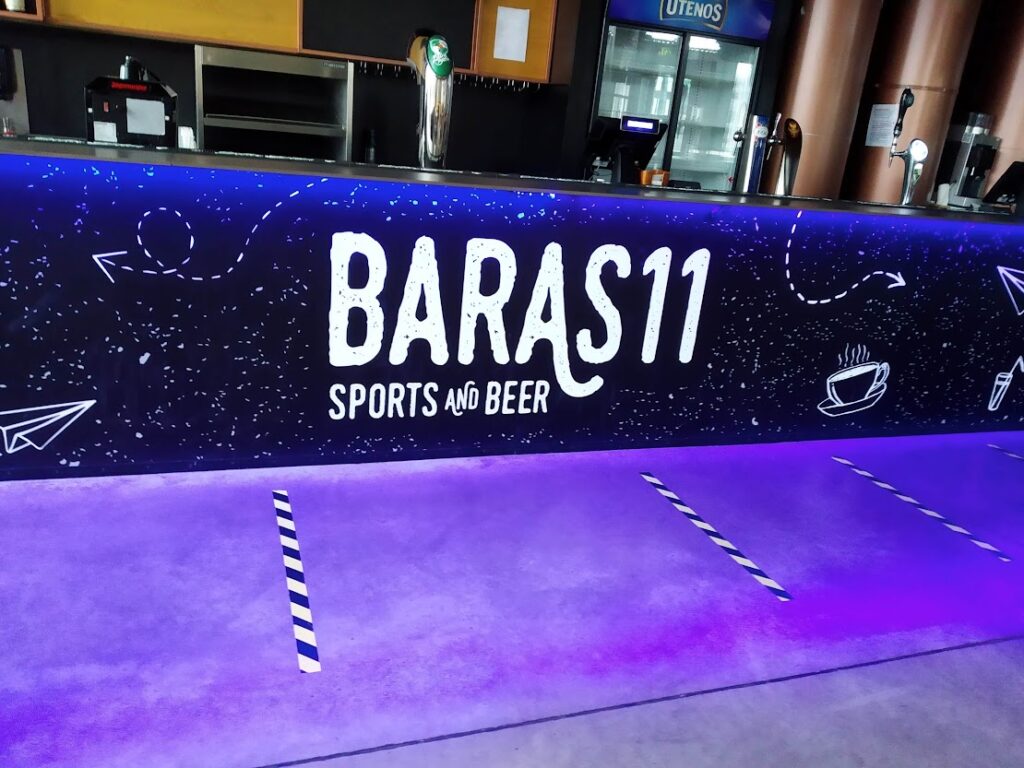 UTENOS
BARAS11
SPORTS AND BEER